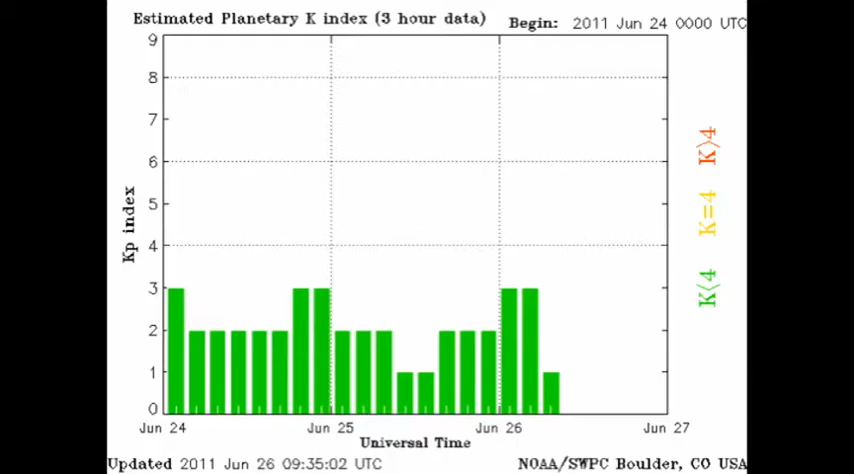 Estimated Planetary K index (3 hour data) Begin: 2011 Jun 24 0000 UTC
9
8
7
6
5
4
3
2
1
0
Kp index
K>4
K=4
K<4
Jun 24 Jun 25 Jun 26 Jun 27
Universal Time
Updated 2011 Jun 26 09:35:02 UTC NOAA/SWPC Boulder, CO USA